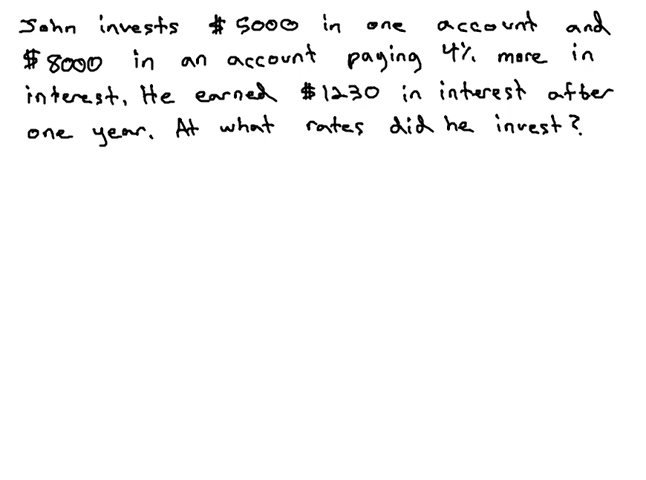 John invests $5000 in one account and
$8000 in an account paying 4% more in
interest. He earned $1230 in interest after
one year. At what rates did he invest?